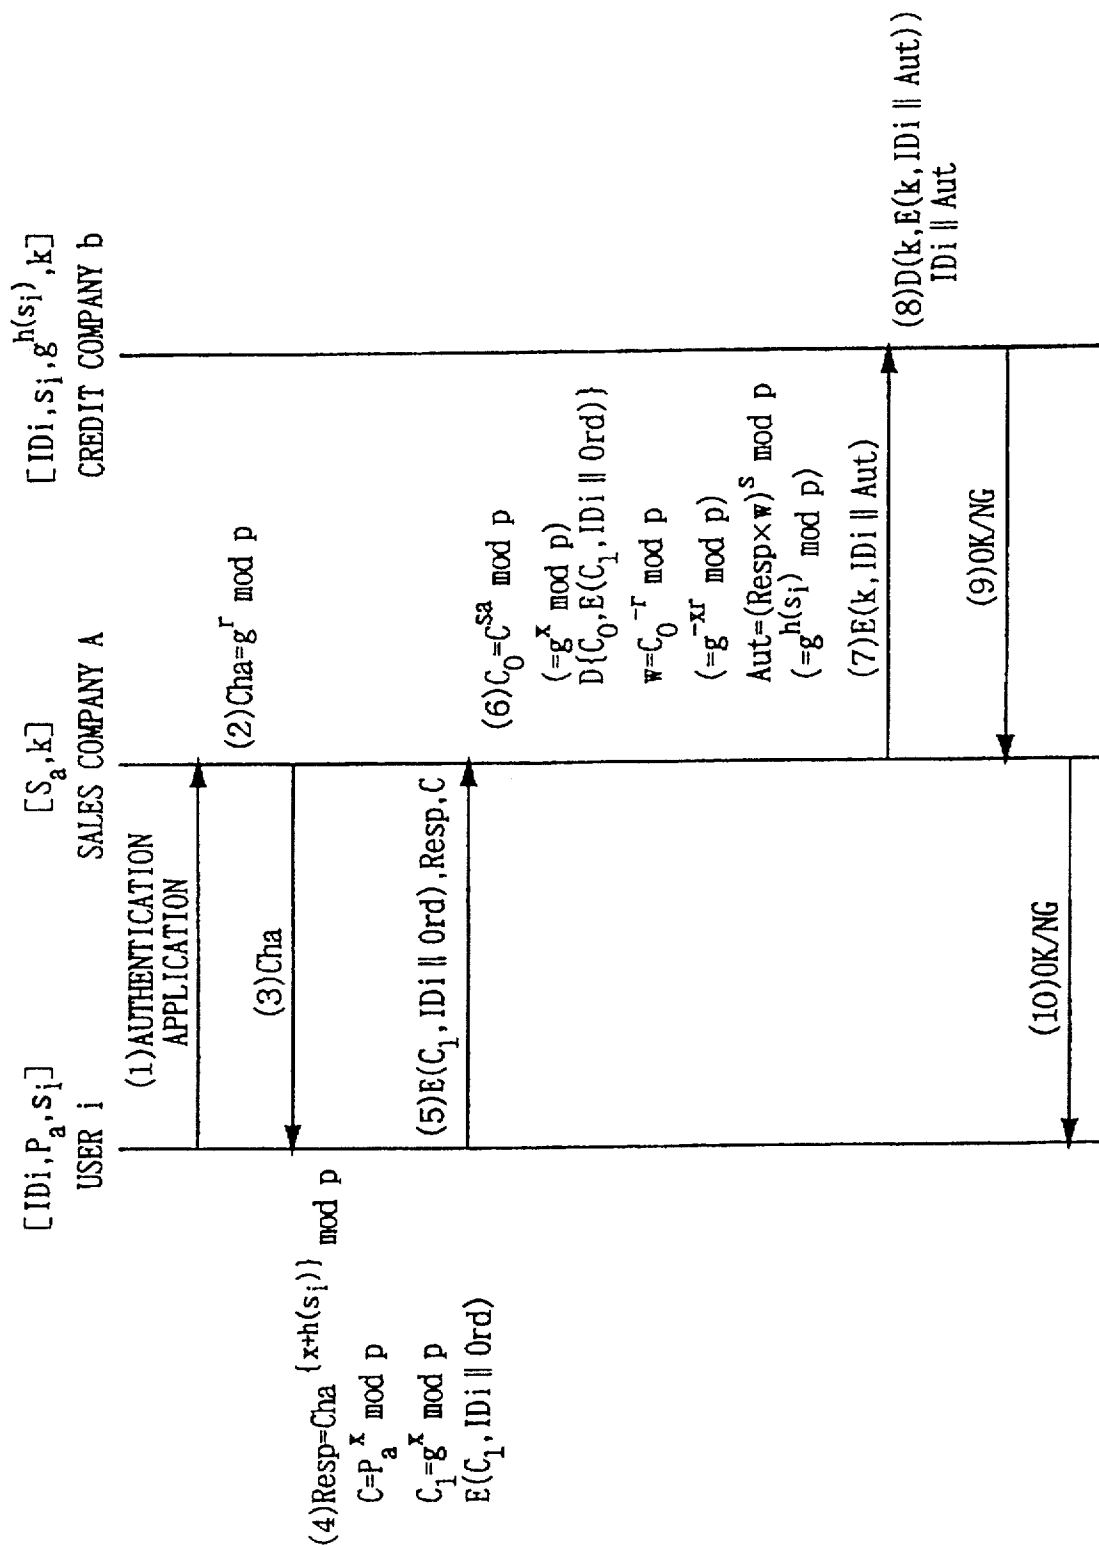 [IDi,Pₐ,sᵢ]
USER i
[Sₐ,k]
SALES COMPANY A
[IDi,sᵢ,g^h(sᵢ),k]
CREDIT COMPANY b
(1)AUTHENTICATION
APPLICATION
(2)Cha=g^r mod p
(3)Cha
(4)Resp=Cha^{x+h(sᵢ)} mod p
C=Pₐ^x mod p
C₁=g^x mod p
E(C₁,IDi∥Ord)
(5)E(C₁,IDi∥Ord),Resp,C
(6)C₀=C^sa mod p
(=g^x mod p)
D{C₀,E(C₁,IDi∥Ord)}
w=C₀^-r mod p
(=g^-xr mod p)
Aut=(Resp×w)^s mod p
(=g^h(sᵢ) mod p)
(7)E(k,IDi∥Aut)
(8)D(k,E(k,IDi∥Aut))
IDi∥Aut
(9)OK/NG
(10)OK/NG